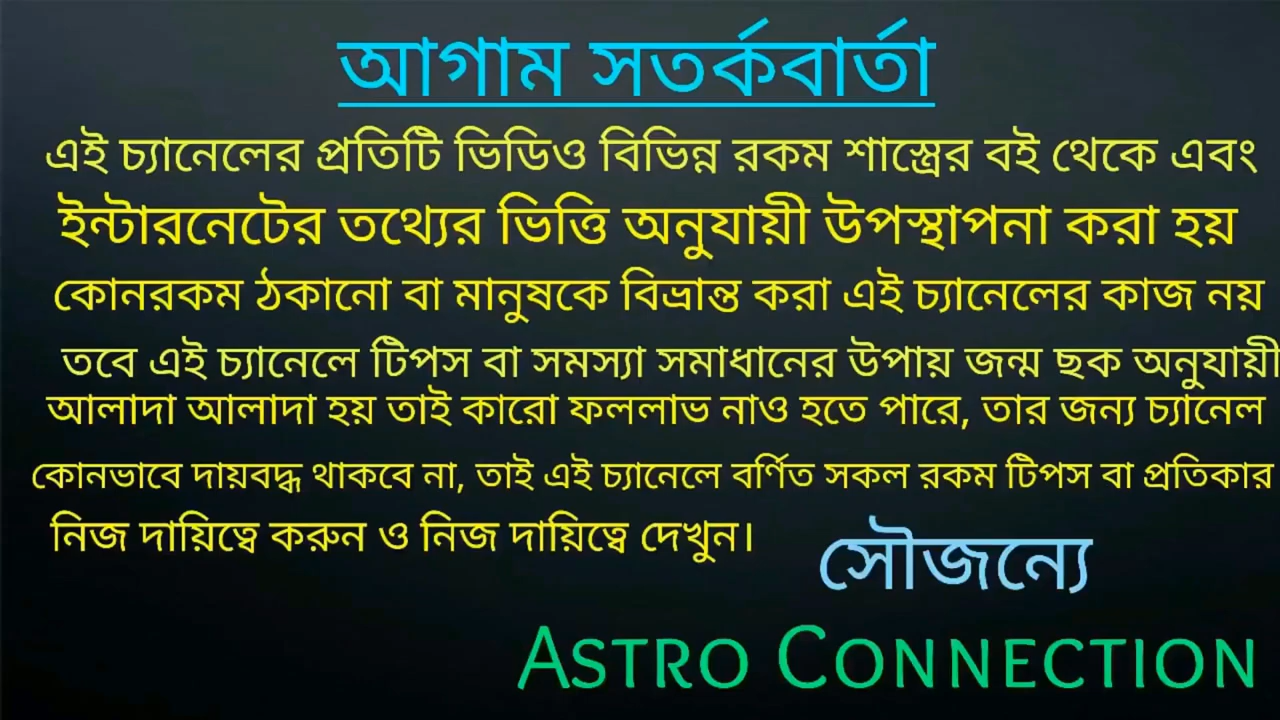 আগাম সতর্কবার্তা
এই চ্যানেলের প্রতিটি ভিডিও বিভিন্ন রকম শাস্ত্রের বই থেকে এবং
ইন্টারনেটের তথ্যের ভিত্তি অনুযায়ী উপস্থাপনা করা হয়
কোনরকম ঠকানো বা মানুষকে বিভ্রান্ত করা এই চ্যানেলের কাজ নয়
তবে এই চ্যানেলে টিপস বা সমস্যা সমাধানের উপায় জন্ম ছক অনুযায়ী
আলাদা আলাদা হয় তাই কারো ফললাভ নাও হতে পারে, তার জন্য চ্যানেল
কোনভাবে দায়বদ্ধ থাকবে না, তাই এই চ্যানেলে বর্ণিত সকল রকম টিপস বা প্রতিকার
নিজ দায়িত্বে করুন ও নিজ দায়িত্বে দেখুন।
সৌজন্যে
ASTRO CONNECTION